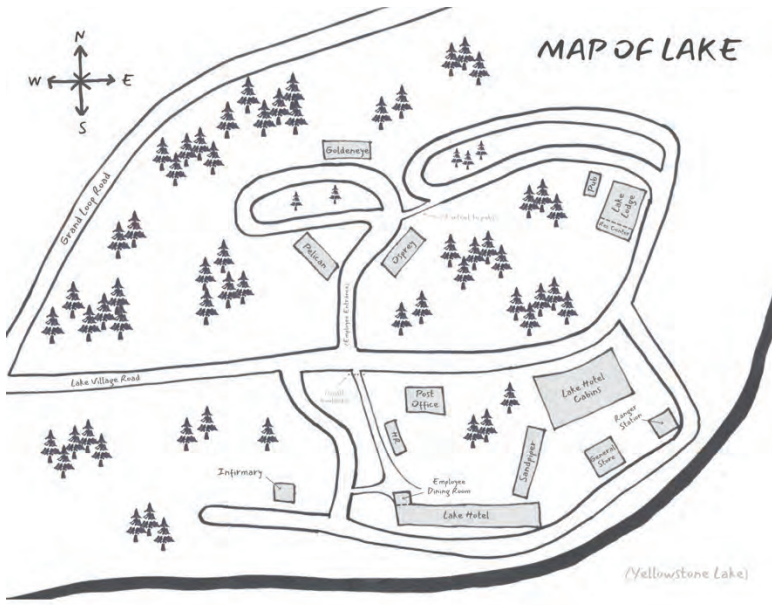 MAP OF LAKE
N
W
E
S
Grand Loop Road
Goldeneye
Pub
Lake
Lodge
Rec Center
Pelican
Osprey
(Employee Entrance)
Lake Village Road
Post
Office
HR
Lake Hotel
Cabins
Ranger
Station
General
Store
Sandpiper
Infirmary
Employee
Dining Room
Lake Hotel
(Yellowstone Lake)